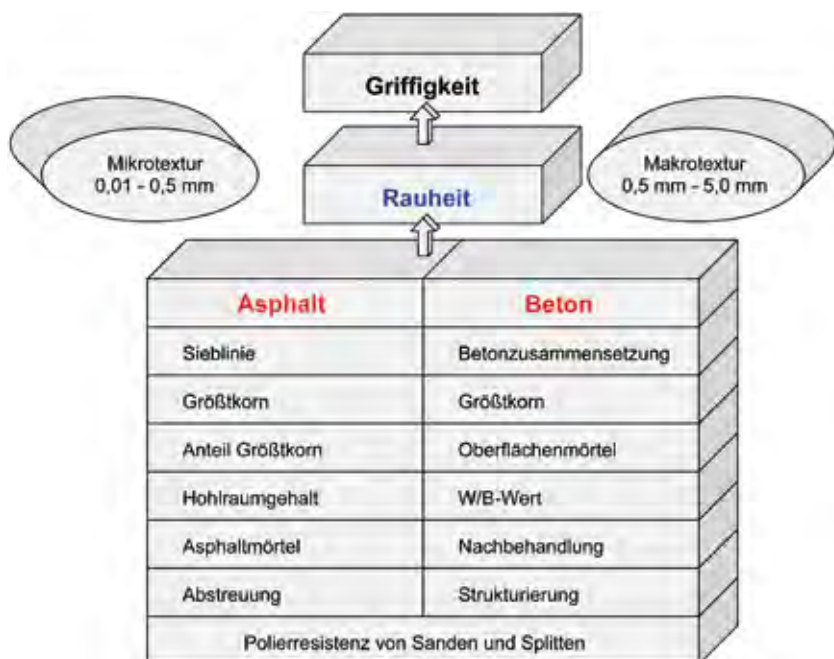 Griffigkeit
Mikrotextur
0,01 - 0,5 mm
Makrotextur
0,5 mm - 5,0 mm
Rauheit
Asphalt
Beton
Sieblinie
Betonzusammensetzung
Größtkorn
Größtkorn
Anteil Größtkorn
Oberflächenmörtel
Hohlraumgehalt
W/B-Wert
Asphaltmörtel
Nachbehandlung
Abstreuung
Strukturierung
Polierresistenz von Sanden und Splitten